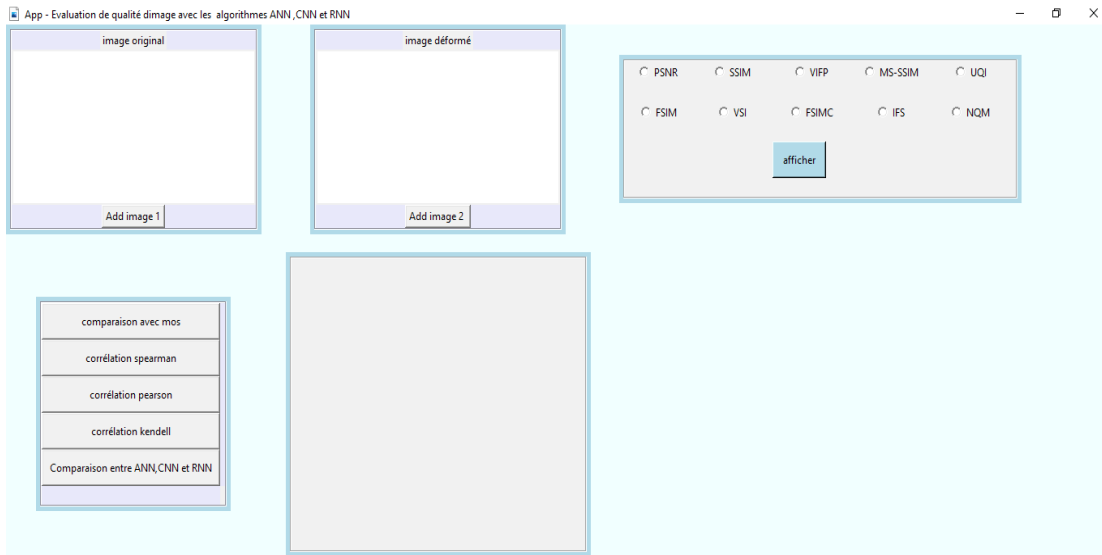 App - Evaluation de qualité dimage avec les algorithmes ANN ,CNN et RNN
image original
image déformé
PSNR SSIM VIFP MS-SSIM UQI
FSIM VSI FSIMC IFS NQM
afficher
Add image 1
Add image 2
comparaison avec mos
corrélation spearman
corrélation pearson
corrélation kendell
Comparaison entre ANN,CNN et RNN